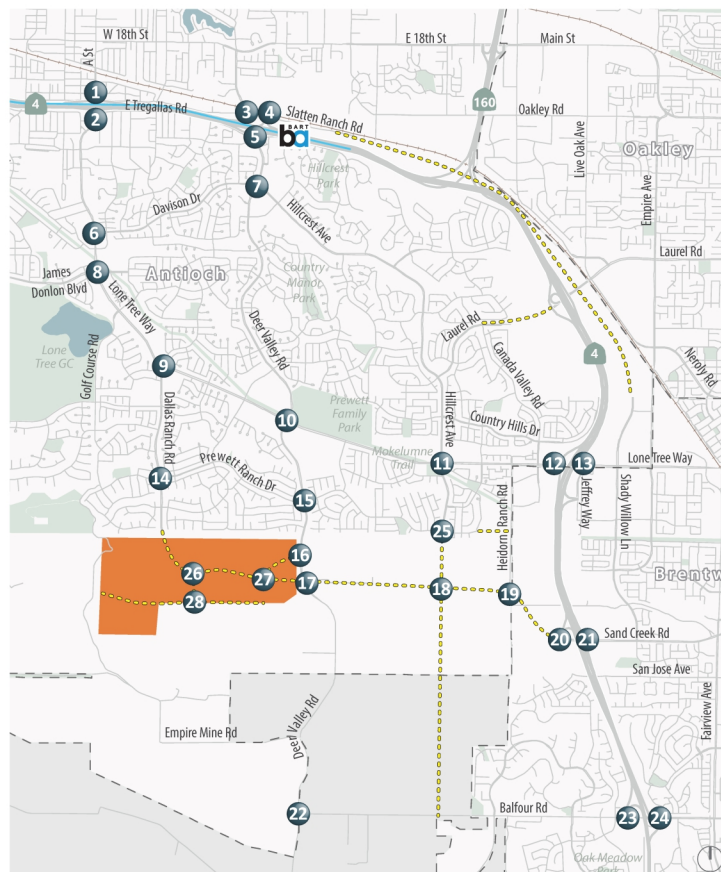 W 18th St
E 18th St
Main St
A St
160
1
4
E Tregallas Rd
3
4
Slatten Ranch Rd
Oakley Rd
2
5
BART
ba
Live Oak Ave
Oakley
Empire Ave
Hillcrest
Park
7
Davison Dr
Hillcrest Ave
6
Laurel Rd
8
James
Donlon Blvd
Antioch
Country
Manor
Park
Lone Tree Way
Lone
Tree GC
Golf Course Rd
Deer Valley Rd
Laurel Rd
Canada Valley Rd
4
Neroly Rd
9
Dallas Ranch Rd
10
Prewett
Family
Park
Hillcrest Ave
Country Hills Dr
Mokelumne
Trail
11
12
13
Lone Tree Way
Prewett Ranch Dr
14
15
Heidorn Ranch Rd
Jeffrey Way
Shady Willow Ln
25
16
26
27
17
18
19
28
Brentw
20
21
Sand Creek Rd
San Jose Ave
Fairview Ave
Deer Valley Rd
Empire Mine Rd
22
Balfour Rd
23
24
Oak Meadow
Park